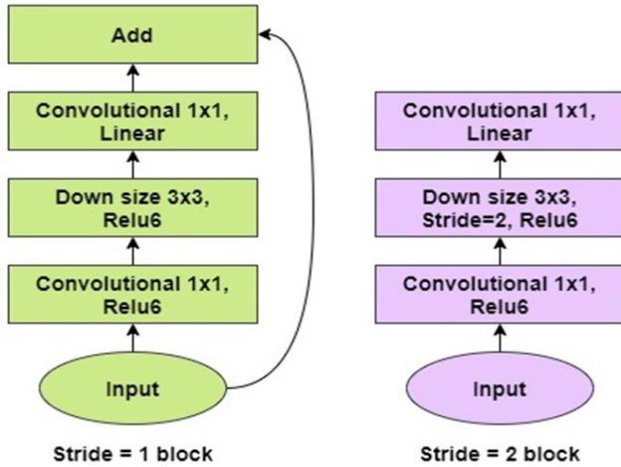 Add
Convolutional 1x1,
Linear
Down size 3x3,
Relu6
Convolutional 1x1,
Relu6
Input
Stride = 1 block
Convolutional 1x1,
Linear
Down size 3x3,
Stride=2, Relu6
Convolutional 1x1,
Relu6
Input
Stride = 2 block